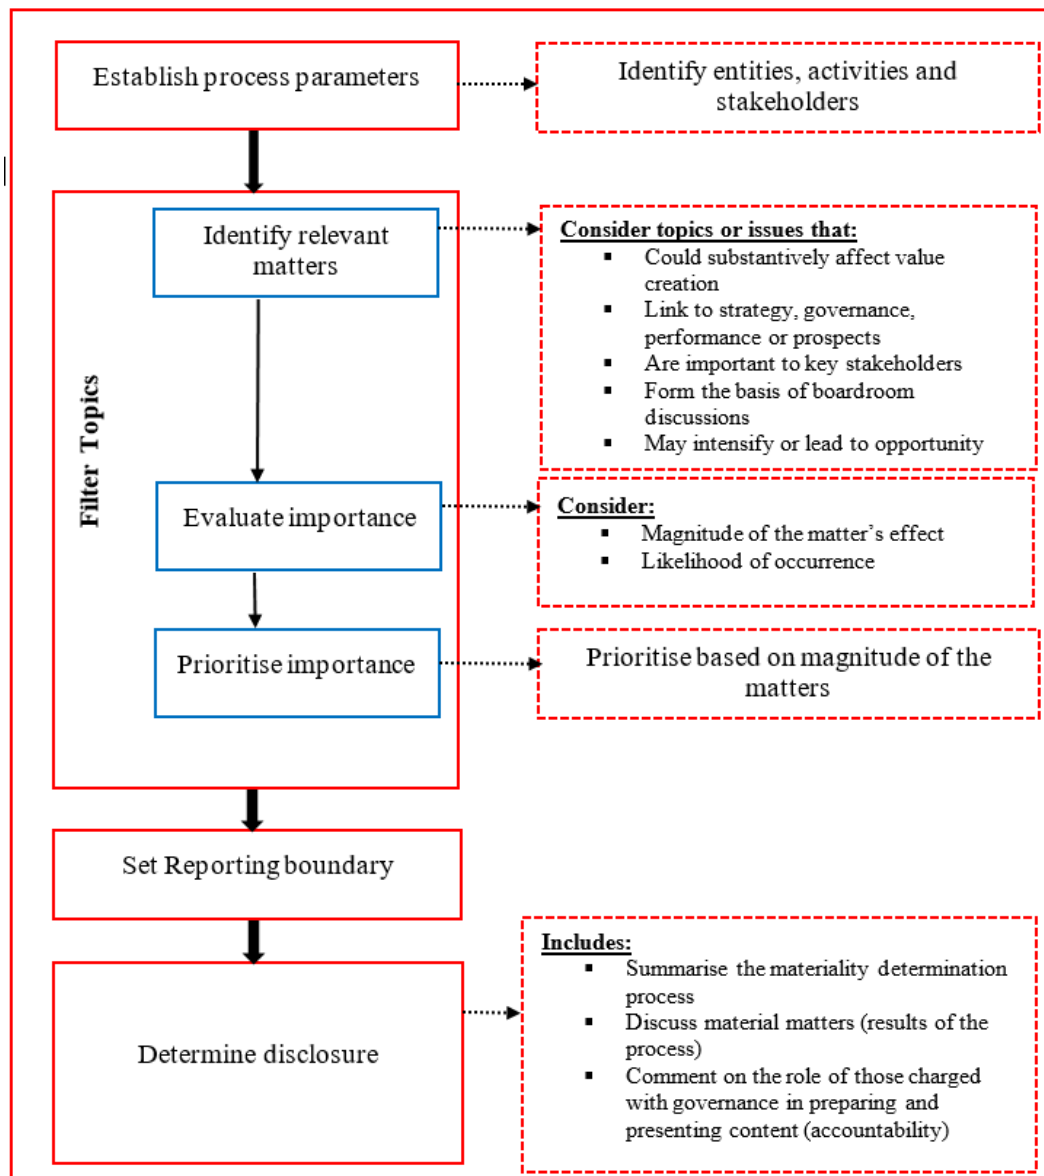 Establish process parameters
Identify entities, activities and
stakeholders
Filter Topics
Identify relevant
matters
Consider topics or issues that:
▪ Could substantively affect value
creation
▪ Link to strategy, governance,
performance or prospects
▪ Are important to key stakeholders
▪ Form the basis of boardroom
discussions
▪ May intensify or lead to opportunity
Evaluate importance
Consider:
▪ Magnitude of the matter’s effect
▪ Likelihood of occurrence
Prioritise importance
Prioritise based on magnitude of the
matters
Set Reporting boundary
Determine disclosure
Includes:
▪ Summarise the materiality determination
process
▪ Discuss material matters (results of the
process)
▪ Comment on the role of those charged
with governance in preparing and
presenting content (accountability)